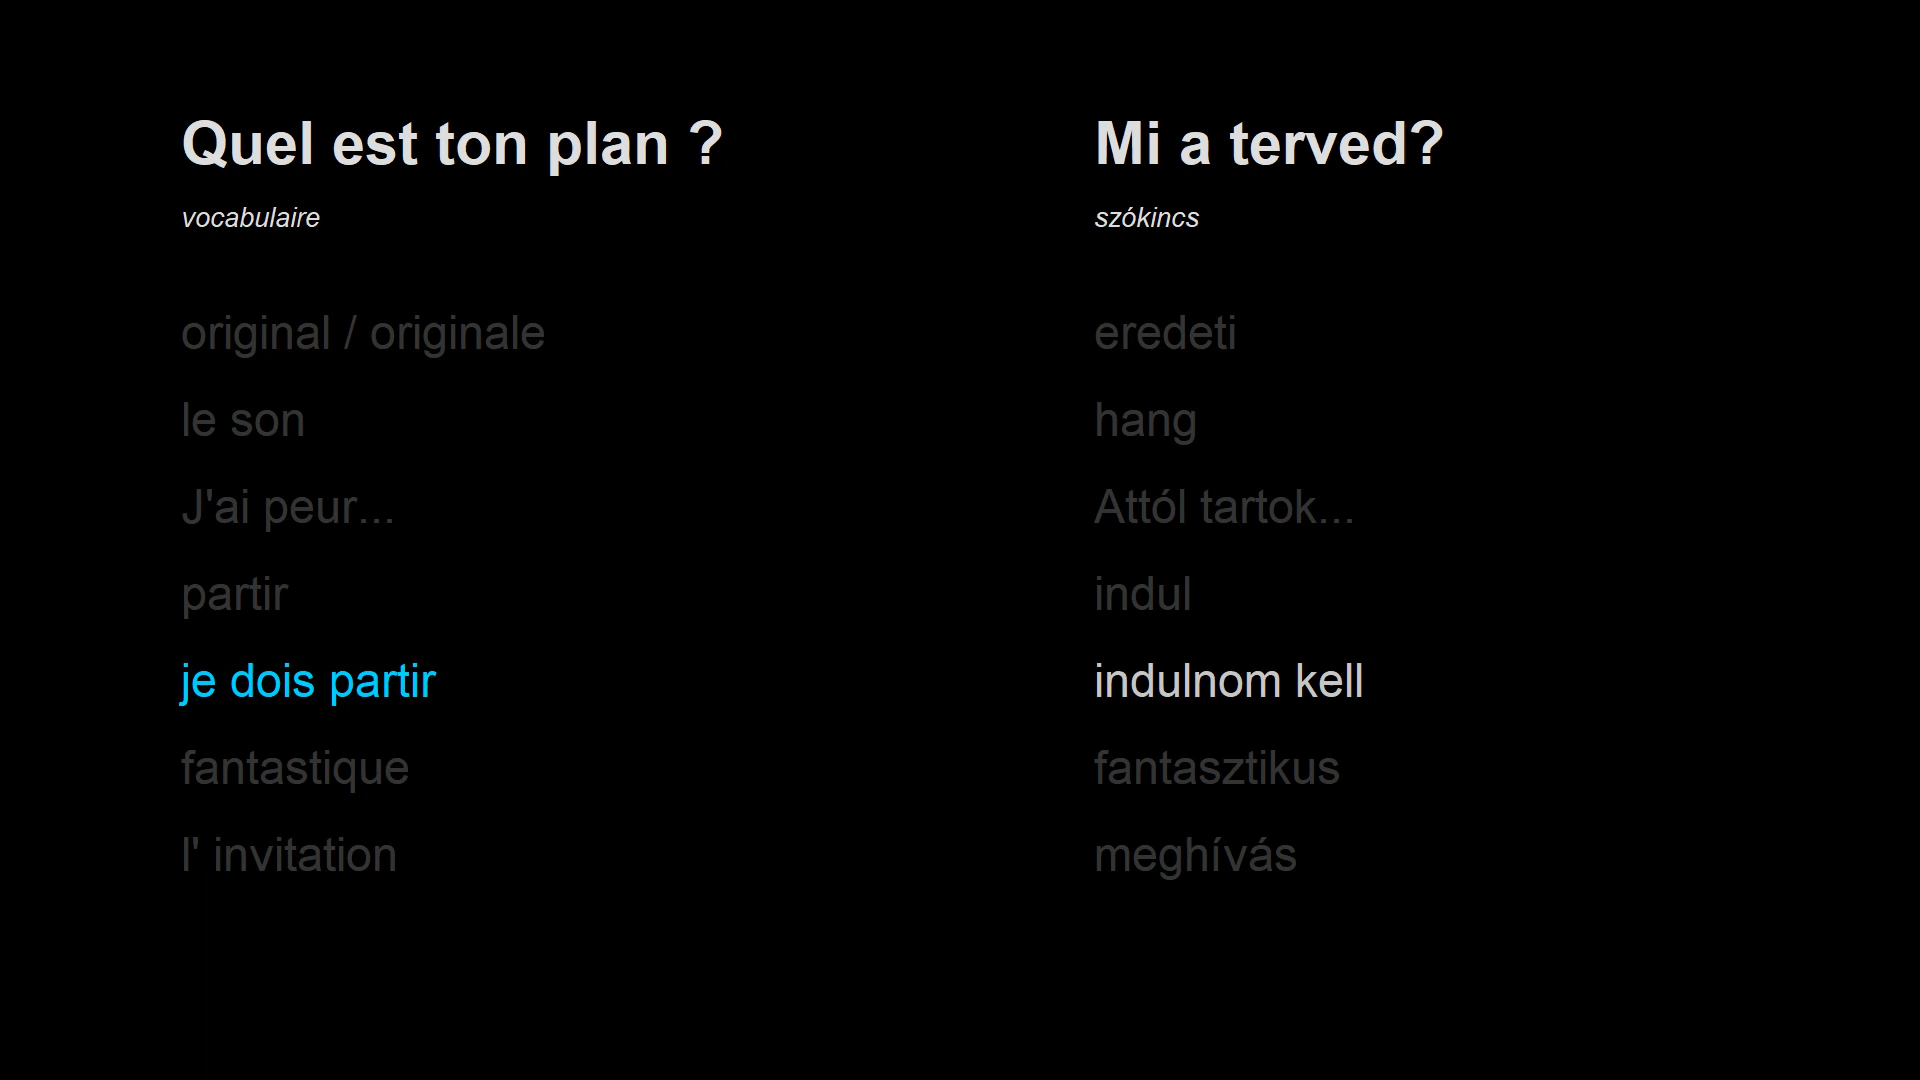 Quel est ton plan ?
vocabulaire
original / originale
le son
J'ai peur...
partir
je dois partir
fantastique
l' invitation
Mi a terved?
szókincs
eredeti
hang
Attól tartok...
indul
indulnom kell
fantasztikus
meghívás